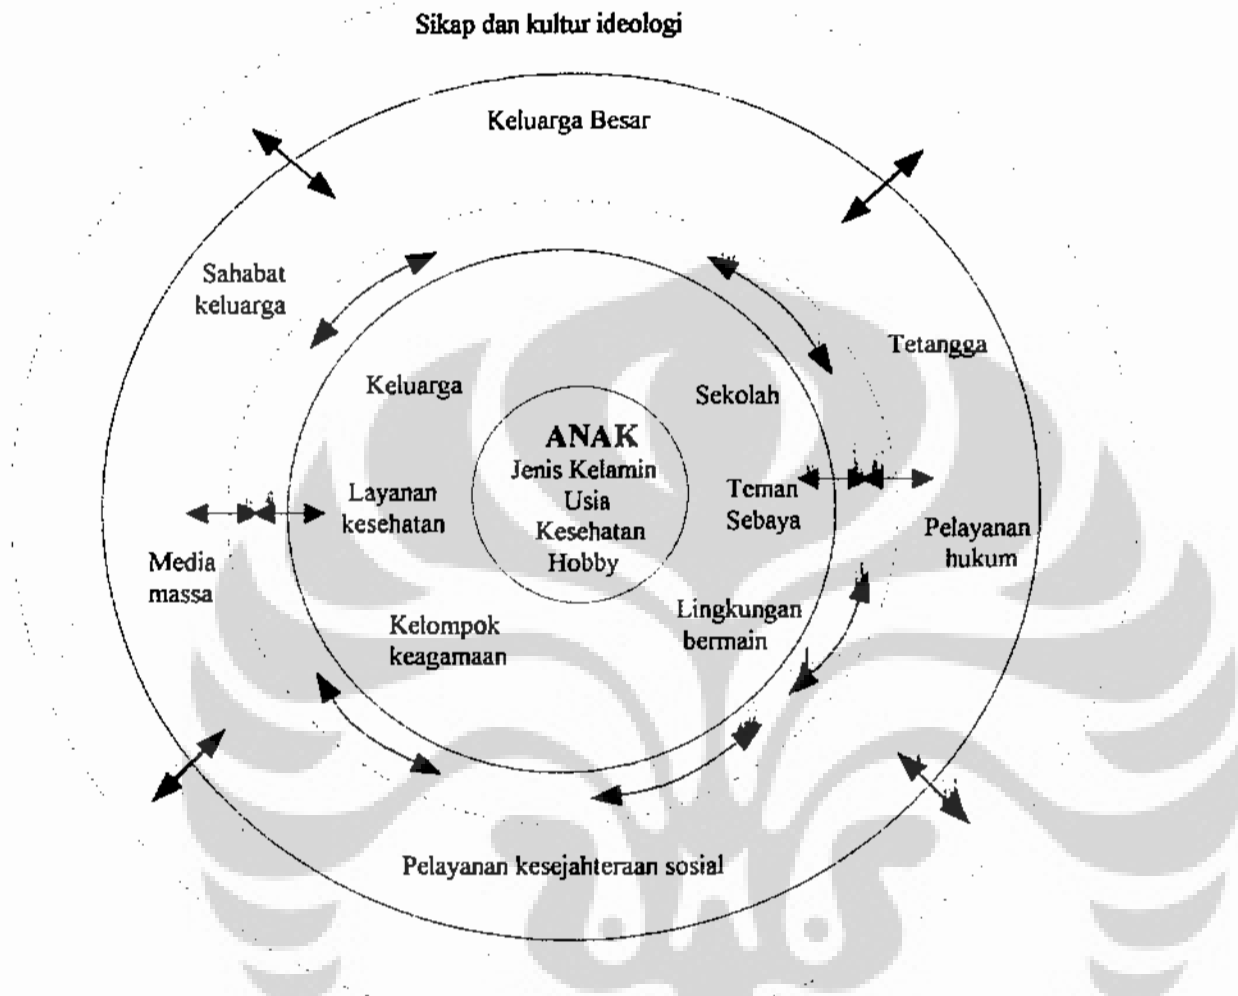 Sikap dan kultur ideologi
Keluarga Besar
Sahabat
keluarga
Tetangga
Keluarga
Sekolah
ANAK
Jenis Kelamin
Usia
Kesehatan
Hobby
Layanan
kesehatan
Teman
Sebaya
Media
massa
Pelayanan
hukum
Kelompok
keagamaan
Lingkungan
bermain
Pelayanan kesejahteraan sosial